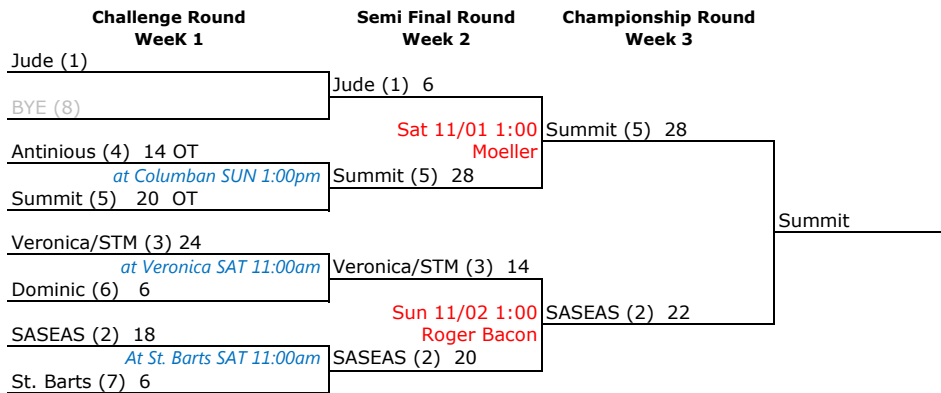 Challenge Round
WeeK 1
Semi Final Round
Week 2
Championship Round
Week 3
Jude (1)
BYE (8)
Antinious (4) 14 OT
at Columban SUN 1:00pm
Summit (5) 20 OT
Veronica/STM (3) 24
at Veronica SAT 11:00am
Dominic (6) 6
SASEAS (2) 18
At St. Barts SAT 11:00am
St. Barts (7) 6
Jude (1) 6
Sat 11/01 1:00
Moeller
Summit (5) 28
Veronica/STM (3) 14
Sun 11/02 1:00
Roger Bacon
SASEAS (2) 20
Summit (5) 28
SASEAS (2) 22
Summit